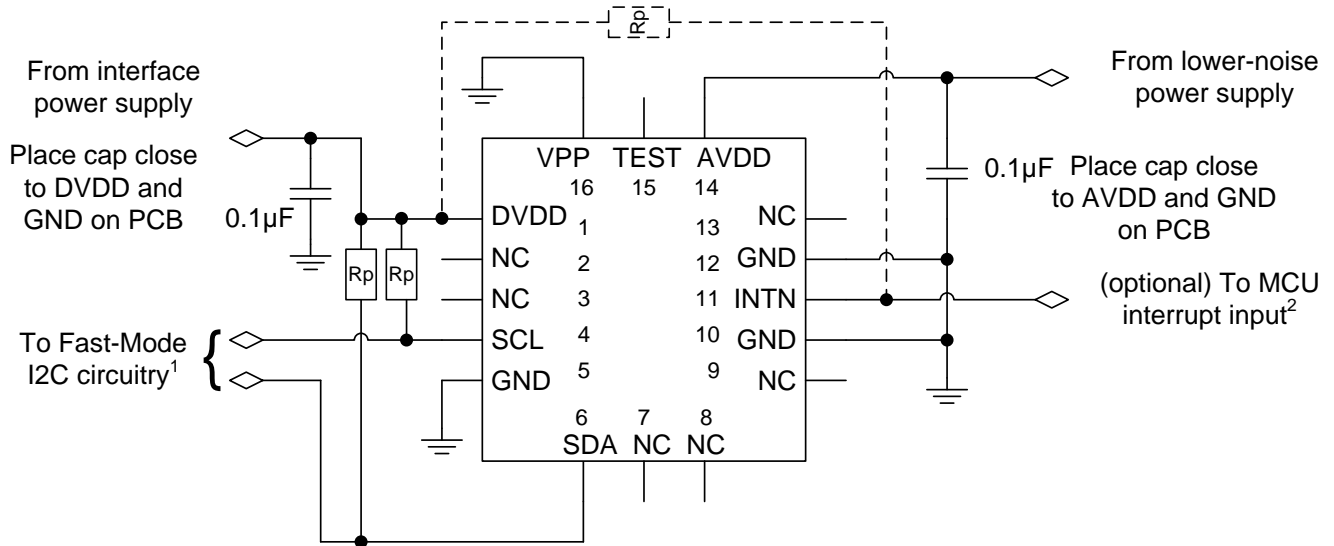 Rp
From interface
power supply
From lower-noise
power supply
Place cap close
to DVDD and
GND on PCB
0.1µF
0.1µF
Place cap close
to AVDD and GND
on PCB
VPP TEST AVDD
16 15 14
DVDD 1
NC 2
NC 3
SCL 4
GND 5
13 NC
12 GND
11 INTN
10 GND
9 NC
6 7 8
SDA NC NC
Rp Rp
To Fast-Mode
I2C circuitry1
{
(optional) To MCU
interrupt input2